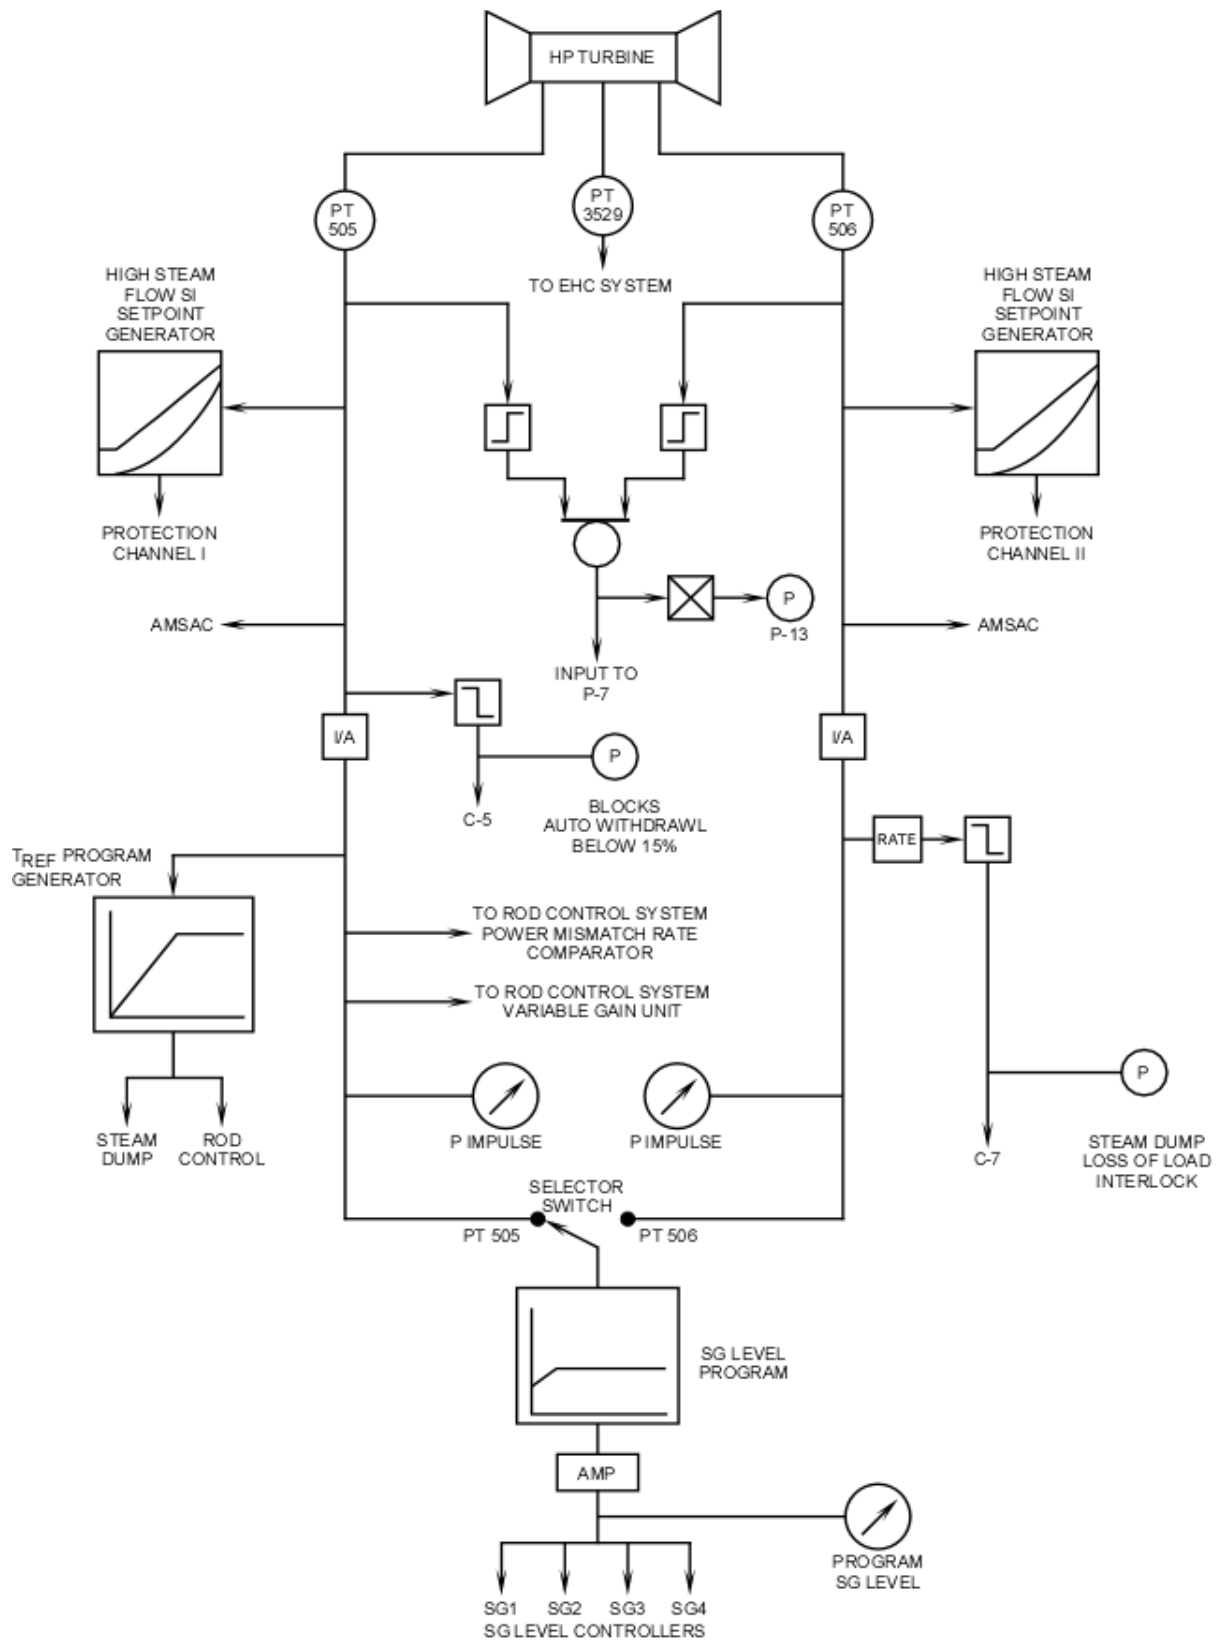 HP TURBINE
PT
505
PT
3529
PT
506
TO EHC SYSTEM
HIGH STEAM
FLOW SI
SETPOINT
GENERATOR
HIGH STEAM
FLOW SI
SETPOINT
GENERATOR
PROTECTION
CHANNEL I
PROTECTION
CHANNEL II
P
P-13
AMSAC
AMSAC
INPUT TO
P-7
I/A
P
I/A
C-5
BLOCKS
AUTO WITHDRAWL
BELOW 15%
RATE
TREF PROGRAM
GENERATOR
TO ROD CONTROL SYSTEM
POWER MISMATCH RATE
COMPARATOR
TO ROD CONTROL SYSTEM
VARIABLE GAIN UNIT
P
STEAM
DUMP
ROD
CONTROL
P IMPULSE
P IMPULSE
C-7
STEAM DUMP
LOSS OF LOAD
INTERLOCK
SELECTOR
SWITCH
PT 505
PT 506
SG LEVEL
PROGRAM
AMP
PROGRAM
SG LEVEL
SG1 SG2 SG3 SG4
SG LEVEL CONTROLLERS